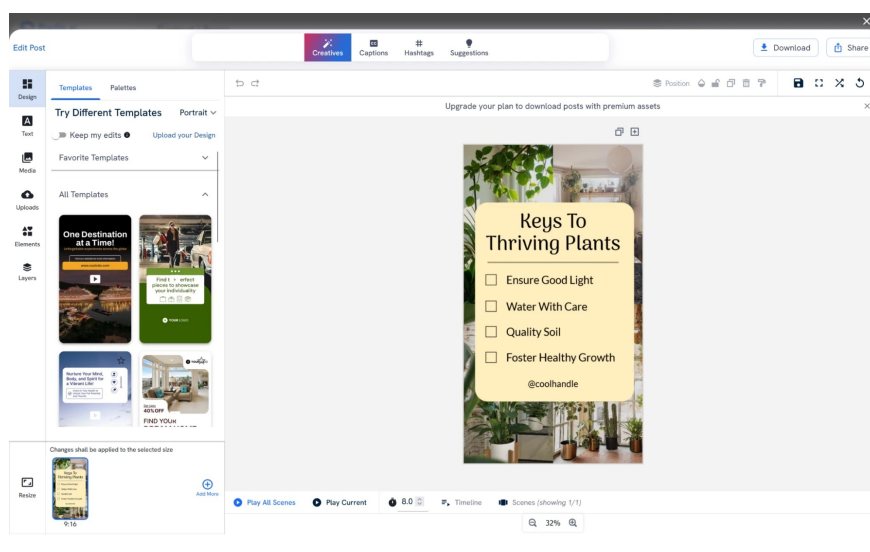 Edit Post
Creatives
Captions
Hashtags
Suggestions
Download
Share
Design
Text
Media
Uploads
Elements
Layers
Resize
Templates
Palettes
Try Different Templates
Portrait
Keep my edits
Upload your Design
Favorite Templates
All Templates
One Destination
at a Time!
Find t + erfect
pieces to showcase
your individuality
YOUR LOGO
Nurture Your Mind,
Body, and Spirit for
a Vibrant Life!
40% OFF
FIND YOUR
Changes shall be applied to the selected size
Keys To
Thriving Plants
9:16
Add More
Position
Upgrade your plan to download posts with premium assets
Keys To
Thriving Plants
Ensure Good Light
Water With Care
Quality Soil
Foster Healthy Growth
@coolhandle
Play All Scenes
Play Current
8.0
Timeline
Scenes (showing 1/1)
32%